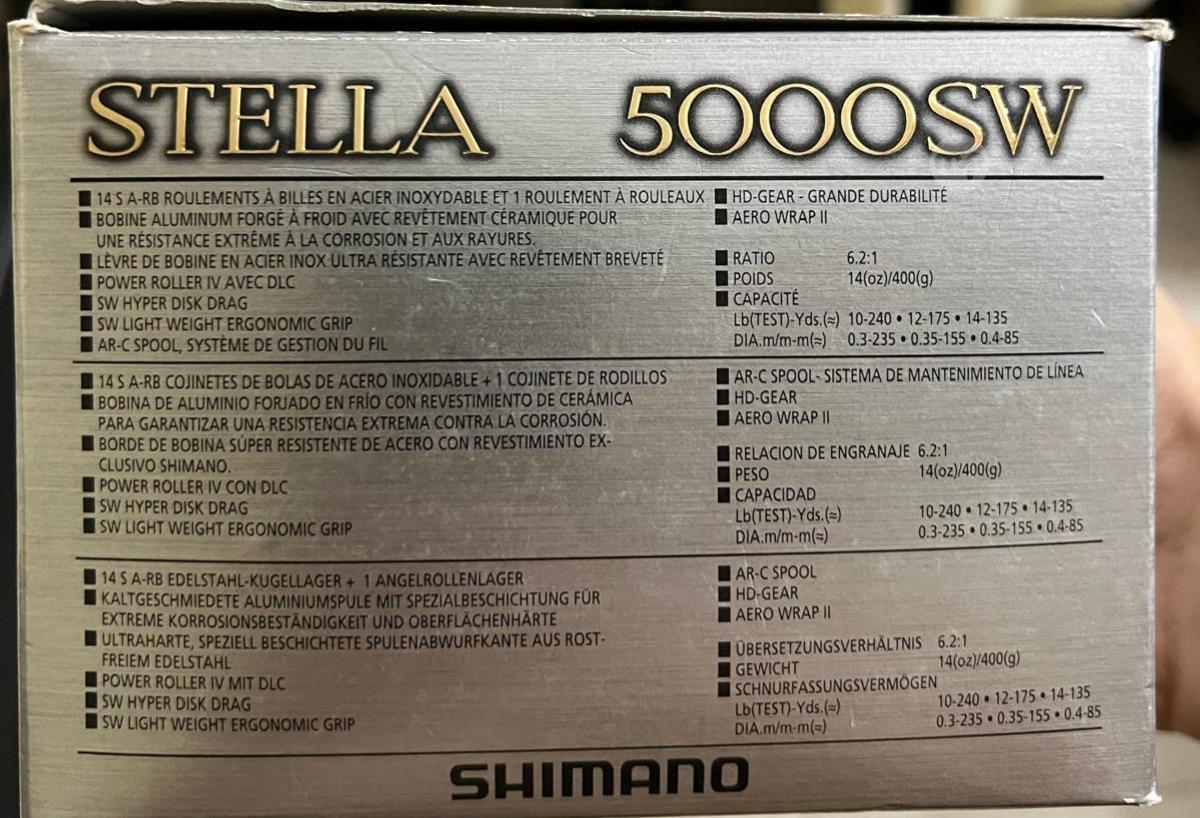 STELLA 5000SW
■ 14 S A-RB ROULEMENTS À BILLES EN ACIER INOXYDABLE ET 1 ROULEMENT À ROULEAUX
■ BOBINE ALUMINUM FORGÉ À FROID AVEC REVÊTEMENT CÉRAMIQUE POUR
UNE RÉSISTANCE EXTRÊME À LA CORROSION ET AUX RAYURES.
■ LÈVRE DE BOBINE EN ACIER INOX ULTRA RÉSISTANTE AVEC REVÊTEMENT BREVETÉ
■ POWER ROLLER IV AVEC DLC
■ SW HYPER DISK DRAG
■ SW LIGHT WEIGHT ERGONOMIC GRIP
■ AR-C SPOOL, SYSTÈME DE GESTION DU FIL
■ HD-GEAR - GRANDE DURABILITÉ
■ AERO WRAP II
■ RATIO 6.2:1
■ POIDS 14(oz)/400(g)
■ CAPACITÉ
Lb(TEST)-Yds.(≈) 10-240 • 12-175 • 14-135
DIA.m/m-m(≈) 0.3-235 • 0.35-155 • 0.4-85
■ 14 S A-RB COJINETES DE BOLAS DE ACERO INOXIDABLE + 1 COJINETE DE RODILLOS
■ BOBINA DE ALUMINIO FORJADO EN FRÍO CON REVESTIMIENTO DE CERÁMICA
PARA GARANTIZAR UNA RESISTENCIA EXTREMA CONTRA LA CORROSIÓN.
■ BORDE DE BOBINA SÚPER RESISTENTE DE ACERO CON REVESTIMIENTO EX-
CLUSIVO SHIMANO.
■ POWER ROLLER IV CON DLC
■ SW HYPER DISK DRAG
■ SW LIGHT WEIGHT ERGONOMIC GRIP
■ AR-C SPOOL- SISTEMA DE MANTENIMIENTO DE LÍNEA
■ HD-GEAR
■ AERO WRAP II
■ RELACION DE ENGRANAJE 6.2:1
■ PESO 14(oz)/400(g)
■ CAPACIDAD
Lb(TEST)-Yds.(≈) 10-240 • 12-175 • 14-135
DIA.m/m-m(≈) 0.3-235 • 0.35-155 • 0.4-85
■ 14 S A-RB EDELSTAHL-KUGELLAGER + 1 ANGELROLLENLAGER
■ KALTGESCHMIEDETE ALUMINIUMSPULE MIT SPEZIALBESCHICHTUNG FÜR
EXTREME KORROSIONSBESTÄNDIGKEIT UND OBERFLÄCHENHÄRTE
■ ULTRAHARTE, SPEZIELL BESCHICHTETE SPULENABWURFKANTE AUS ROST-
FREIEM EDELSTAHL
■ POWER ROLLER IV MIT DLC
■ SW HYPER DISK DRAG
■ SW LIGHT WEIGHT ERGONOMIC GRIP
■ AR-C SPOOL
■ HD-GEAR
■ AERO WRAP II
■ ÜBERSETZUNGSVERHÄLTNIS 6.2:1
■ GEWICHT 14(oz)/400(g)
■ SCHNURFASSUNGSVERMÖGEN
Lb(TEST)-Yds.(≈) 10-240 • 12-175 • 14-135
DIA.m/m-m(≈) 0.3-235 • 0.35-155 • 0.4-85
SHIMANO